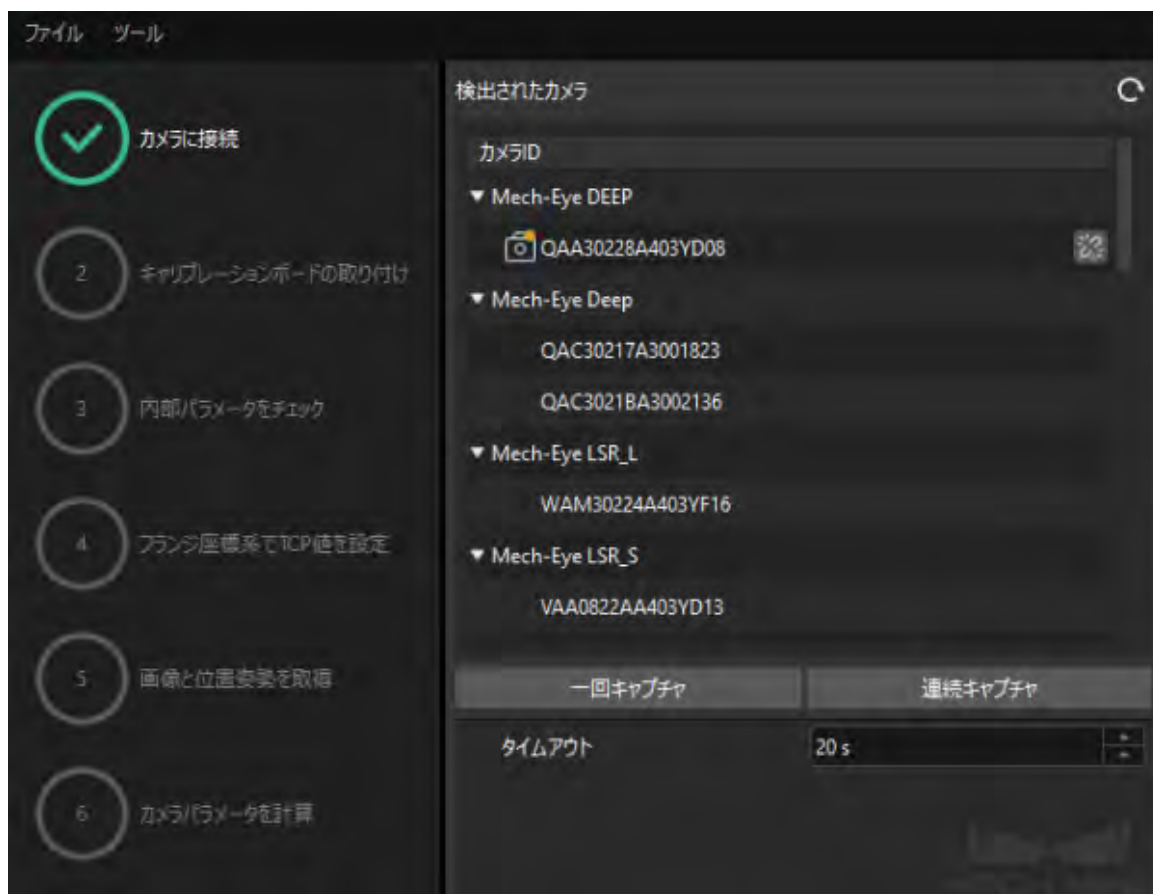 ファイル ツール
カメラに接続
2
キャリブレーションボードの取り付け
3
内部パラメータをチェック
4
フランジ座標系でTCP値を設定
5
画像と位置姿勢を取得
6
カメラパラメータを計算
検出されたカメラ
カメラID
Mech-Eye DEEP
QAA30228A403YD08
Mech-Eye Deep
QAC30217A3001823
QAC3021BA3002136
Mech-Eye LSR_L
WAM30224A403YF16
Mech-Eye LSR_S
VAA0822AA403YD13
一回キャプチャ 連続キャプチャ
タイムアウト 20 s